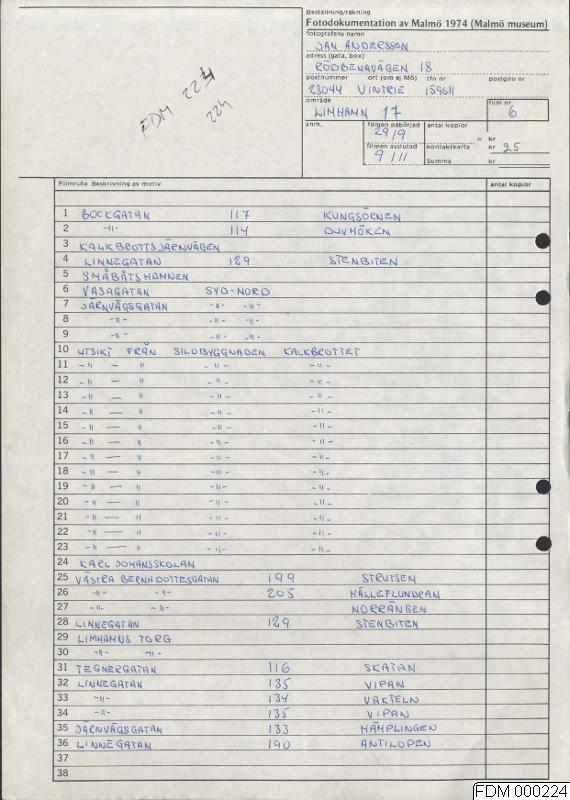 Beställning/räkning
Fotodokumentation av Malmö 1974 (Malmö museum)
fotografens namn
JAN ANDERSSON
adress (gata, box)
RÖDBENAVÄGEN 18
postnummer ort (om ej Mö) tfn nr postgiro nr
23044 VINTRIE 159611
område film nr
LIMHAMN 17 6
anm. filmen påbörjad antal kopior
29/9 = kr
filmen avslutad kontaktkarta kr 25
9/11 Summa kr
FDM 224
224
Filmruta Beskrivning av motiv antal kopior
1 BOCKGATAN 117 KUNGSÖRNEN
2 -"- 114 DUVHÖKEN
3 KALKBROTTSJÄRNVÄGEN
4 LINNEGATAN 129 STENBITEN
5 SMÅBÅTSHAMNEN
6 VASAGATAN SYD-NORD
7 JÄRNVÄGSGATAN -"- -"-
8 -"- -"- -"-
9 -"- -"- -"-
10 UTSIKT FRÅN SILOBYGGNADEN KALKBROTTET
11 -"- — " -"- -"-
12 -"- — " -"- -"-
13 -"- — " -"- -"-
14 -"- — " -"- -"-
15 -"- — " -"- -"-
16 -"- — " -"- -"-
17 -"- — " -"- -"-
18 -"- — " -"- -"-
19 -"- — " -"- -"-
20 -"- — " -"- -"-
21 -"- — " -"- -"-
22 -"- — " -"- -"-
23 -"- — " -"- -"-
24 KARL JOHANSSKOLAN
25 VÄSTRA BERNHDOTTESGATAN 199 STRUTSEN
26 -"- -"- 205 HÄLLEFLUNDRAN
27 -"- -"- NORRÄNGEN
28 LINNEGATAN 129 STENBITEN
29 LIMHAMNS TORG
30 -"- -"-
31 TEGNERGATAN 116 SKATAN
32 LINNEGATAN 135 VIPAN
33 -"- 134 VAKTELN
34 -"- 135 VIPAN
35 JÄRNVÄGSGATAN 133 HÄMPLINGEN
36 LINNEGATAN 190 ANTILOPEN
37
38
FDM 000224